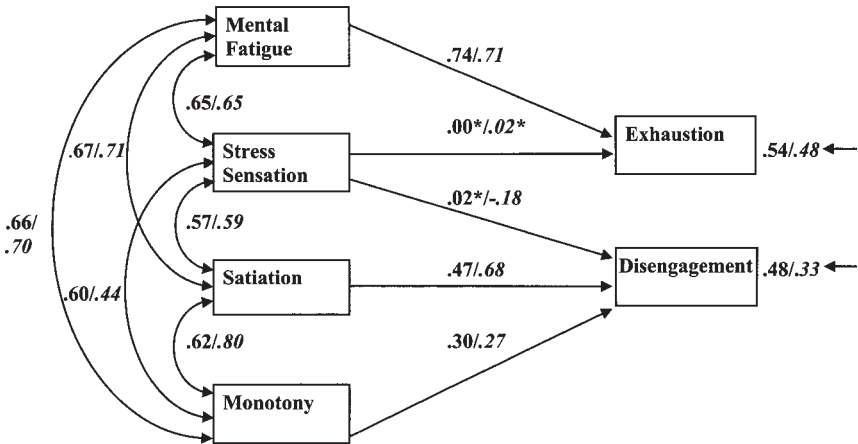 Mental
Fatigue
.74/.71
.65/.65
.00*/.02*
Exhaustion
.54/.48
.67/.71
Stress
Sensation
.02*/-.18
.66/
.70
.57/.59
Disengagement
.48/.33
Satiation
.47/.68
.60/.44
.62/.80
.30/.27
Monotony